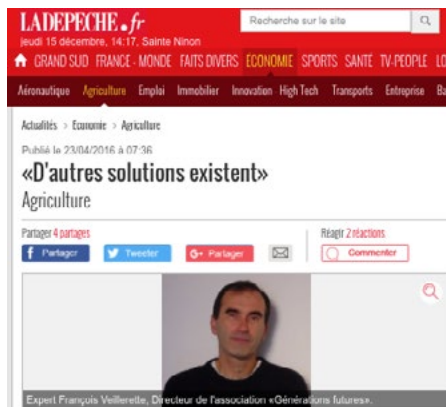 LADEPECHE.fr
Recherche sur le site
jeudi 15 décembre, 14:17, Sainte Ninon
GRAND SUD FRANCE - MONDE FAITS DIVERS ECONOMIE SPORTS SANTÉ TV-PEOPLE LO
Aéronautique Agriculture Emploi Immobilier Innovation - High Tech Transports Entreprise Ba
Actualités > Economie > Agriculture
Publié le 23/04/2016 à 07:36
«D'autres solutions existent»
Agriculture
Partager 4 partages
Réagir 2 réactions
f Partager Tweeter G+ Partager Commenter
Expert François Veillerette, Directeur de l'association «Générations futures».